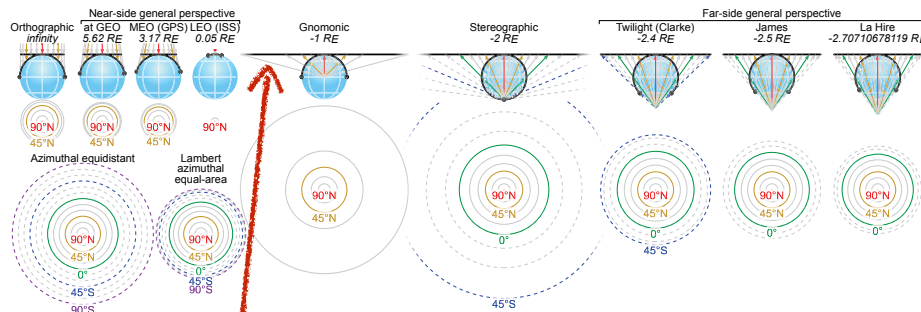 Near-side general perspective
Far-side general perspective
Orthographic
infinity
at GEO
5.62 RE
MEO (GPS)
3.17 RE
LEO (ISS)
0.05 RE
Gnomonic
-1 RE
Stereographic
-2 RE
Twilight (Clarke)
-2.4 RE
James
-2.5 RE
La Hire
-2.70710678119 RE
90°N
45°N
90°N
45°N
90°N
45°N
90°N
Azimuthal equidistant
90°N
45°N
0°
45°S
90°S
Lambert
azimuthal
equal-area
90°N
45°N
0°
45°S
90°S
90°N
45°N
90°N
45°N
0°
45°S
90°N
45°N
0°
45°S
90°N
45°N
0°
90°N
45°N
0°